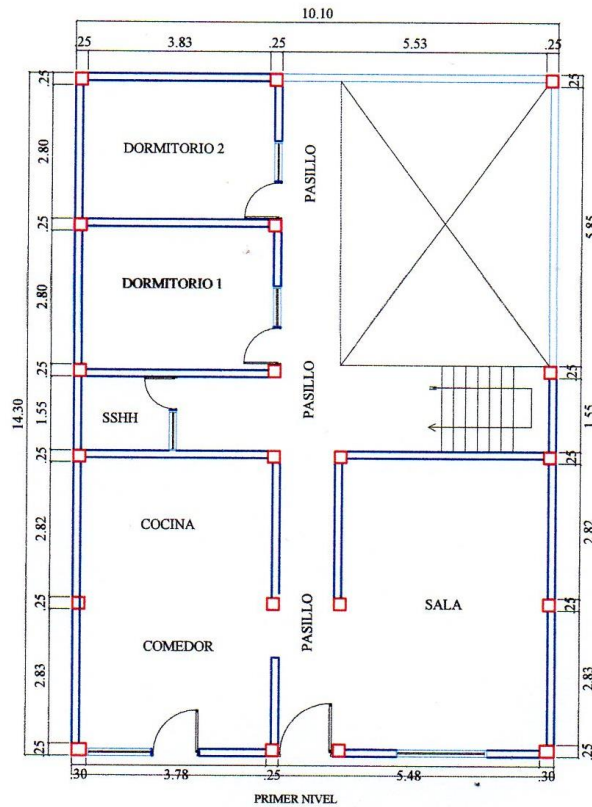 10.10
.25 3.83 .25 5.53 .25
.25
2.80
.25
2.80
.25
1.55
.25
2.82
.25
2.83
.25
14.30
.25
5.85
.25
1.55
.25
2.82
.25
2.83
.25
DORMITORIO 2
PASILLO
DORMITORIO 1
PASILLO
SSHH
COCINA
SALA
PASILLO
COMEDOR
.30 3.78 .25 5.48 .30
PRIMER NIVEL